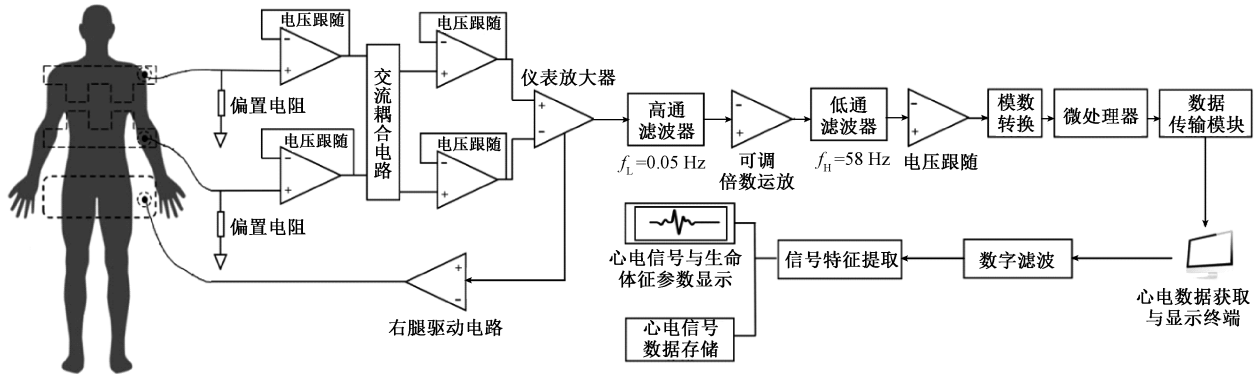 电压跟随
电压跟随
偏置电阻
交流耦合电路
仪表放大器
电压跟随
电压跟随
偏置电阻
高通
滤波器
fL=0.05 Hz
可调
倍数运放
低通
滤波器
fH=58 Hz
电压跟随
模数
转换
微处理器
数据
传输模块
右腿驱动电路
心电信号与生命
体征参数显示
心电信号
数据存储
信号特征提取
数字滤波
心电数据获取
与显示终端